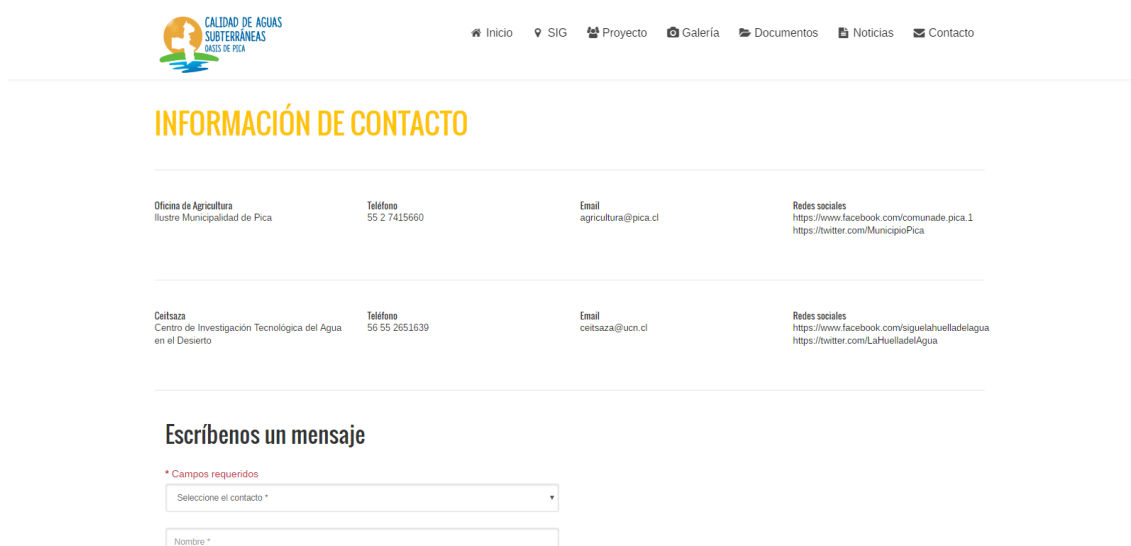 CALIDAD DE AGUAS
SUBTERRÁNEAS
OASIS DE PICA
Inicio SIG Proyecto Galería Documentos Noticias Contacto
INFORMACIÓN DE CONTACTO
Oficina de Agricultura
Ilustre Municipalidad de Pica
Teléfono
55 2 7415660
Email
agricultura@pica.cl
Redes sociales
https://www.facebook.com/comunade.pica.1
https://twitter.com/MunicipioPica
Ceitsaza
Centro de Investigación Tecnológica del Agua
en el Desierto
Teléfono
56 55 2651639
Email
ceitsaza@ucn.cl
Redes sociales
https://www.facebook.com/siguelahuelladelagua
https://twitter.com/LaHuelladelAgua
Escríbenos un mensaje
* Campos requeridos
Seleccione el contacto *
Nombre *